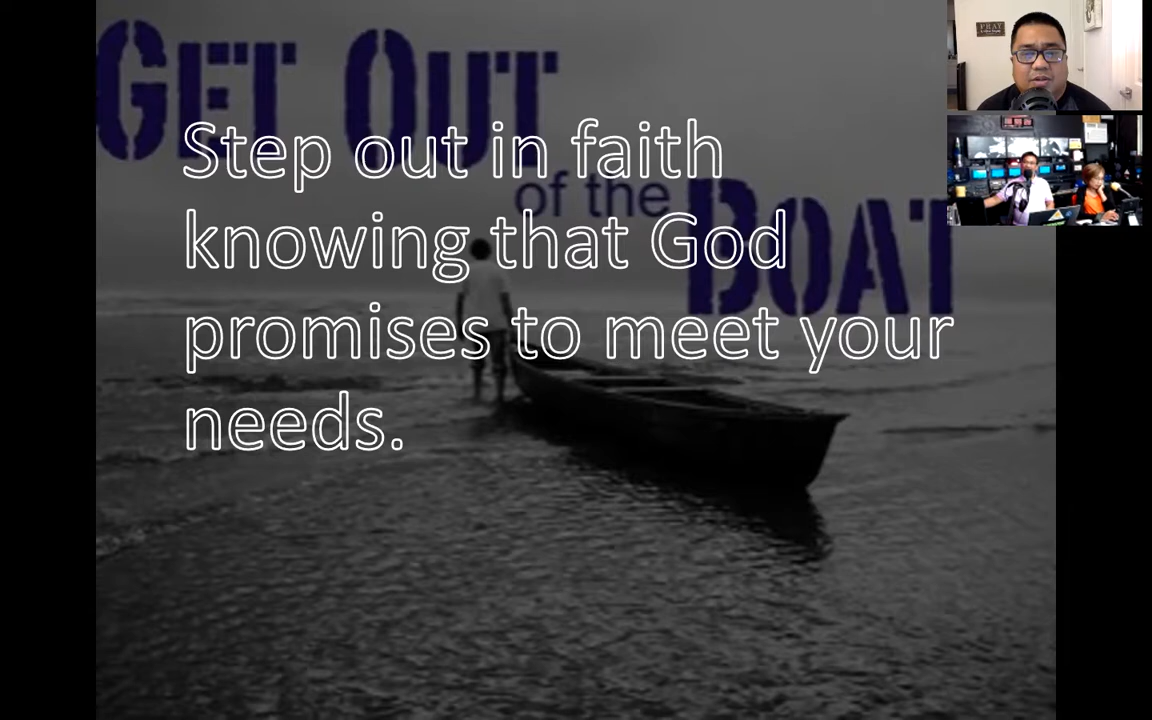 GET OUT
of the BOAT
Step out in faith
knowing that God
promises to meet your
needs.
PRAY